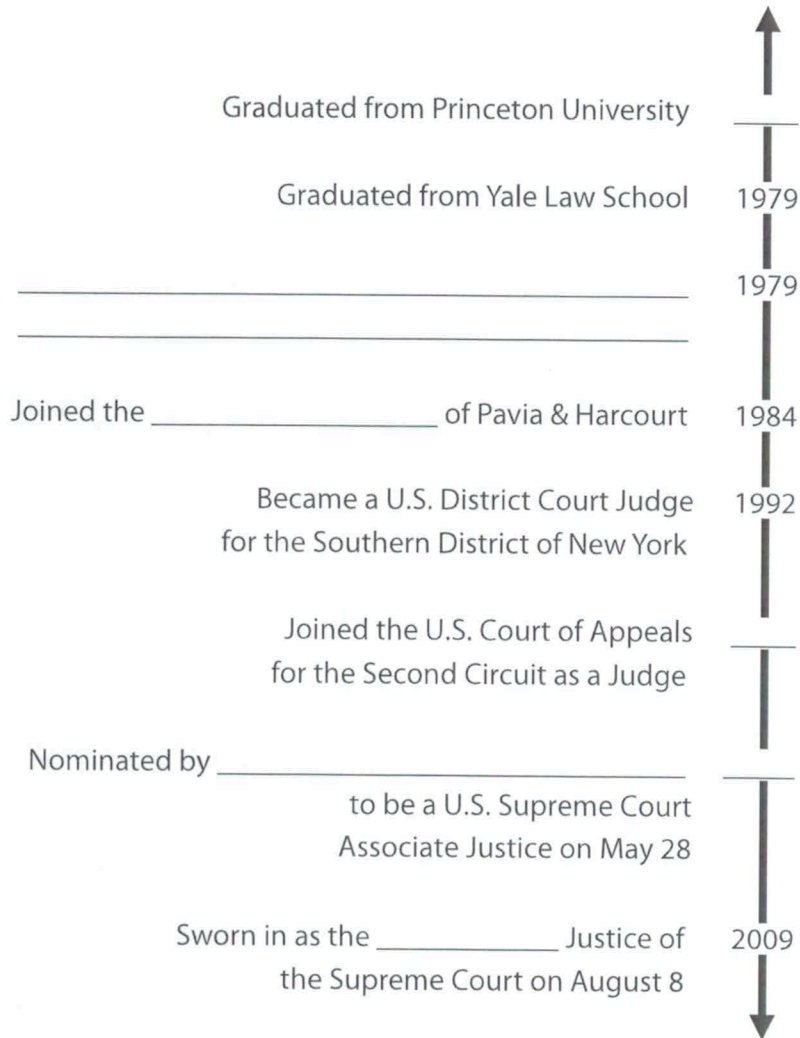 Graduated from Princeton University
Graduated from Yale Law School 1979
1979
Joined the of Pavia & Harcourt 1984
Became a U.S. District Court Judge 1992
for the Southern District of New York
Joined the U.S. Court of Appeals
for the Second Circuit as a Judge
Nominated by
to be a U.S. Supreme Court
Associate Justice on May 28
Sworn in as the Justice of 2009
the Supreme Court on August 8